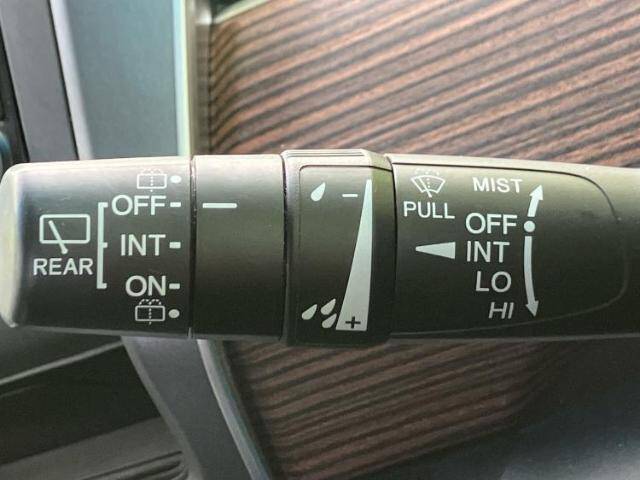 OFF
INT
ON
REAR
−
+
PULL
MIST
OFF
INT
LO
HI